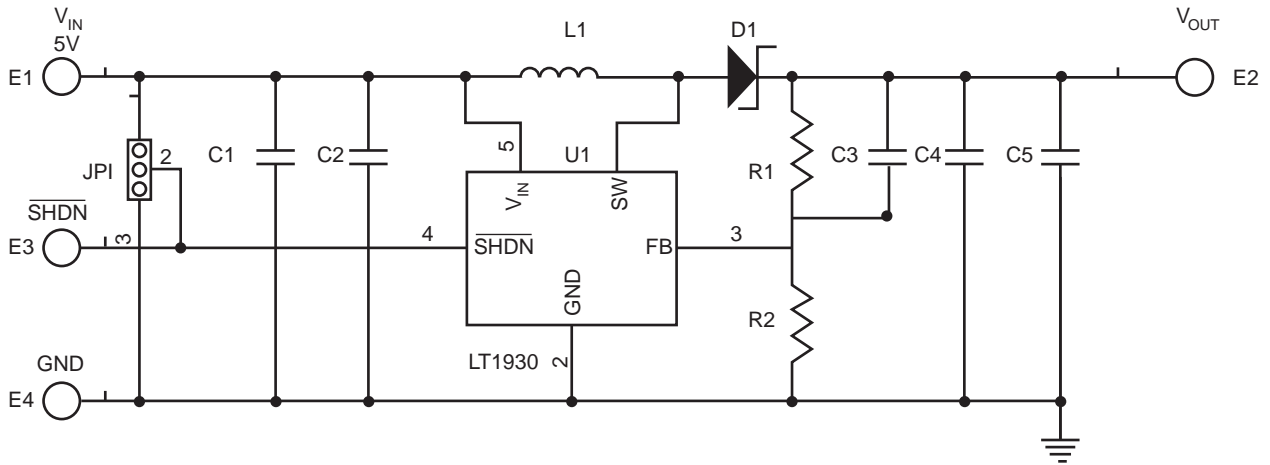 VIN
5V
L1
D1
VOUT
E1
E2
JPI
2
C1
C2
5
U1
VIN
SW
R1
C3
C4
C5
SHDN
E3
3
4
SHDN
FB
3
GND
R2
GND
LT1930
2
E4